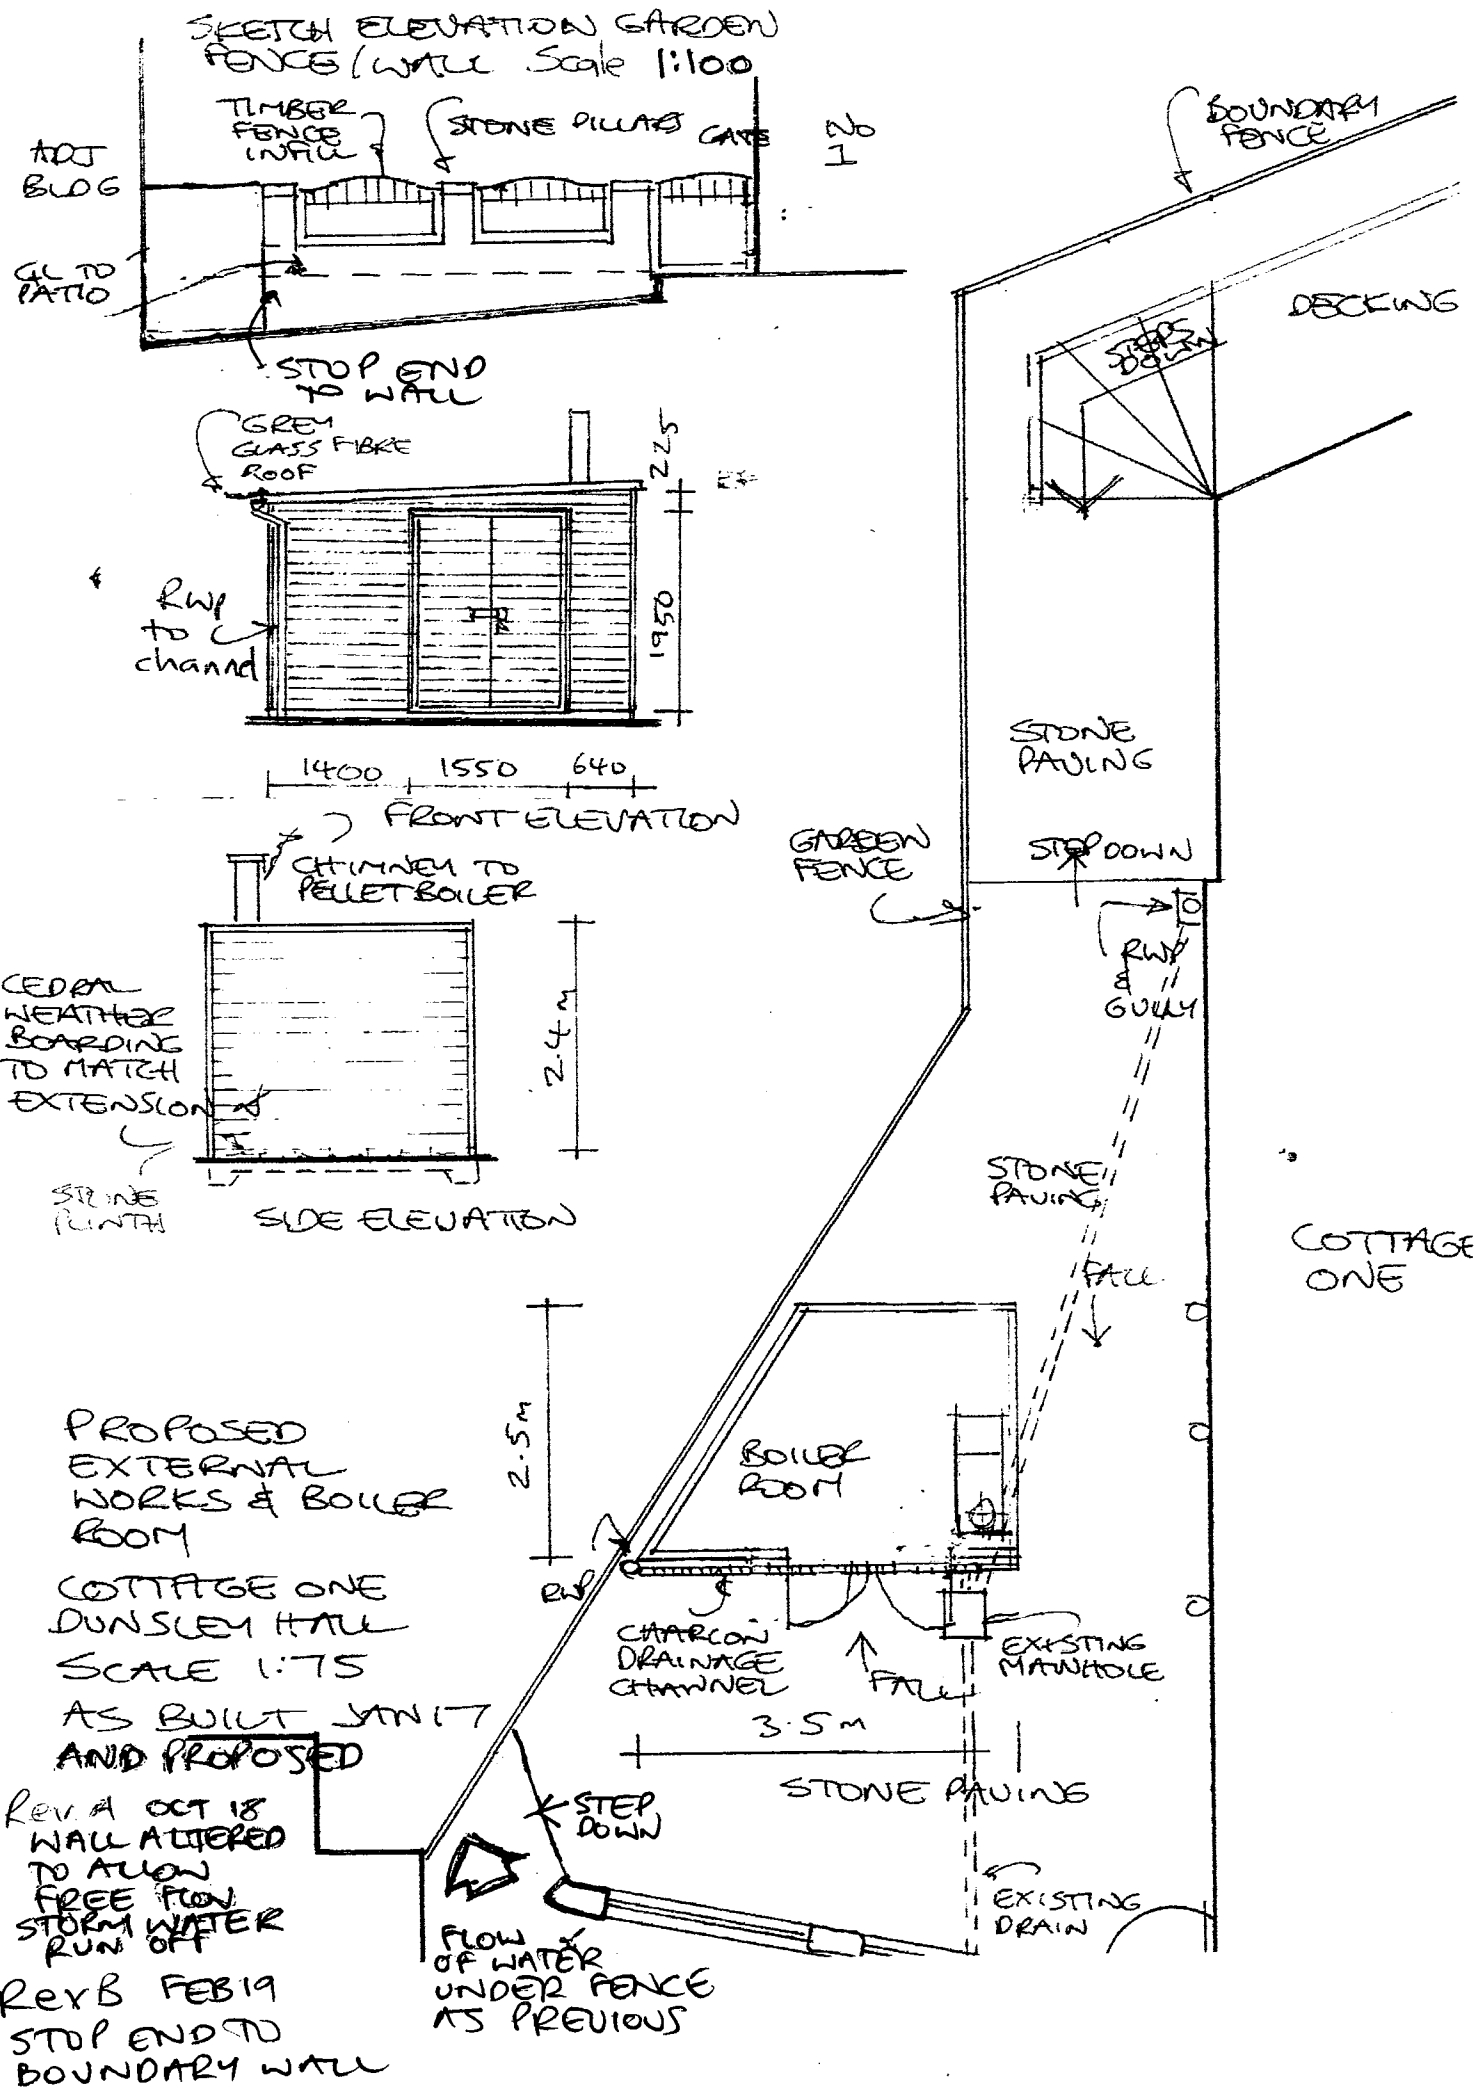 SKETCH ELEVATION GARDEN
FENCE/WALL Scale 1:100
TIMBER
FENCE
INFILL
STONE PILLARS
GATE
No
1
ADJ
BLDG
GL TO
PATIO
STOP END
TO WALL
BOUNDARY
FENCE
DECKING
STEPS
DOWN
GREY
GLASS FIBRE
ROOF
225
1950
RWP
to
channel
1400
1550
640
FRONT ELEVATION
CHIMNEY TO
PELLET BOILER
CEDRAL
WEATHER
BOARDING
TO MATCH
EXTENSION
2.4m
STONE
PLINTH
SIDE ELEVATION
STONE
PAVING
GARDEN
FENCE
STEP DOWN
RWP
&
GULLY
STONE
PAVING
FALL
COTTAGE
ONE
2.5m
BOILER
ROOM
RWP
CHARCON
DRAINAGE
CHANNEL
FALL
EXISTING
MANHOLE
3.5m
STONE PAVING
STEP
DOWN
EXISTING
DRAIN
FLOW
OF WATER
UNDER FENCE
AS PREVIOUS
PROPOSED
EXTERNAL
WORKS & BOILER
ROOM
COTTAGE ONE
DUNSLEY HALL
SCALE 1:75
AS BUILT JAN 17
AND PROPOSED
Rev. A OCT 18
WALL ALTERED
TO ALLOW
FREE FLOW
STORM WATER
RUN OFF
Rev B FEB 19
STOP END TO
BOUNDARY WALL